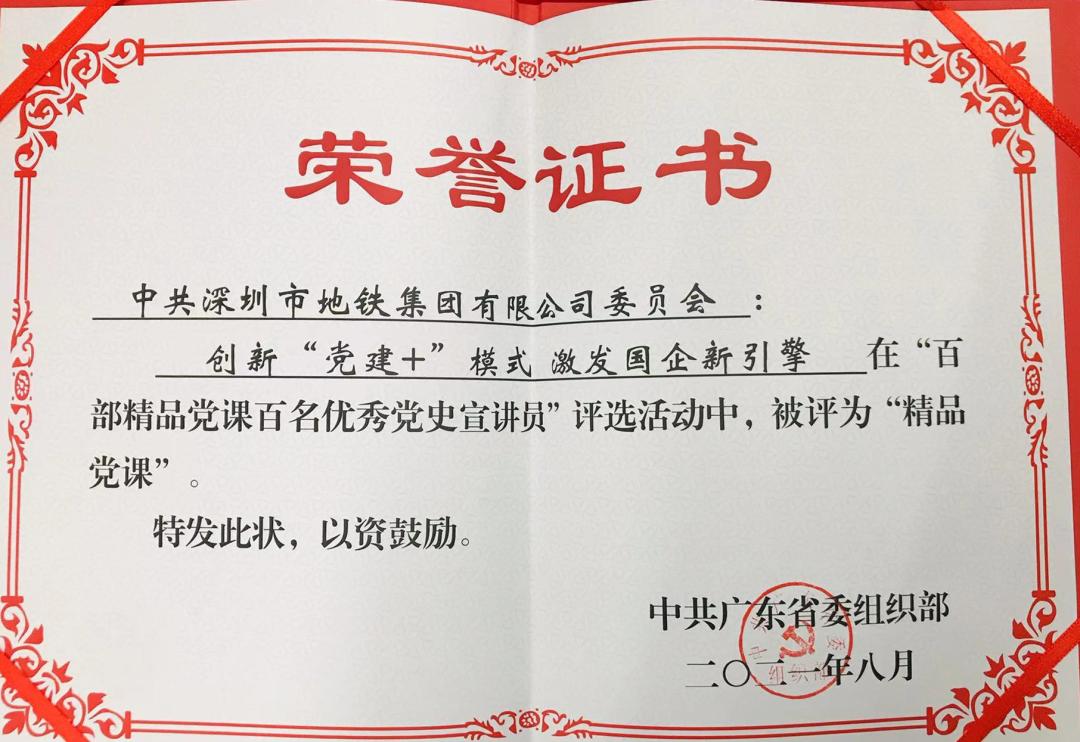 荣誉证书
中共深圳市地铁集团有限公司委员会：
创新“党建+”模式 激发国企新引擎 在“百
部精品党课百名优秀党史宣讲员”评选活动中，被评为“精品
党课”。
特发此状，以资鼓励。
中共广东省委组织部
二〇二一年八月